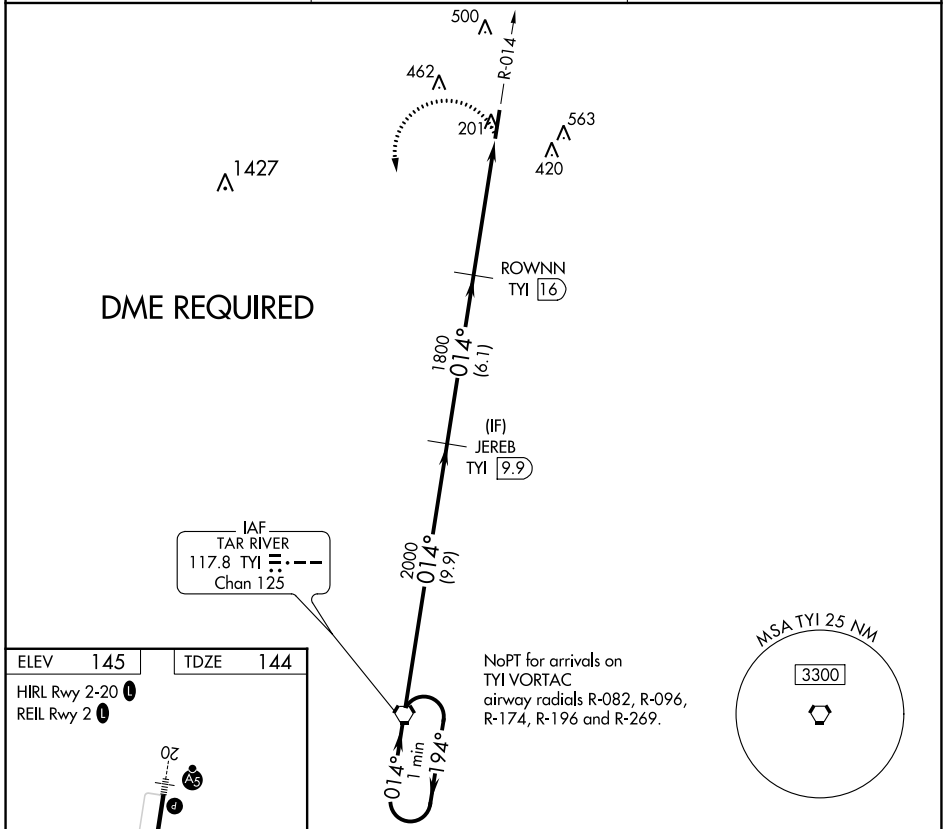 500
R-014
462
201
563
420
1427
ROWNN
TYI 16
DME REQUIRED
1800
014°
(6.1)
(IF)
JEREB
TYI 9.9
IAF
TAR RIVER
117.8 TYI
Chan 125
2000
014°
(9.9)
MSA TYI 25 NM
3300
NoPT for arrivals on
TYI VORTAC
airway radials R-082, R-096,
R-174, R-196 and R-269.
014°
1 min
194°
ELEV 145
TDZE 144
HIRL Rwy 2-20 L
REIL Rwy 2 L
20
A5
P